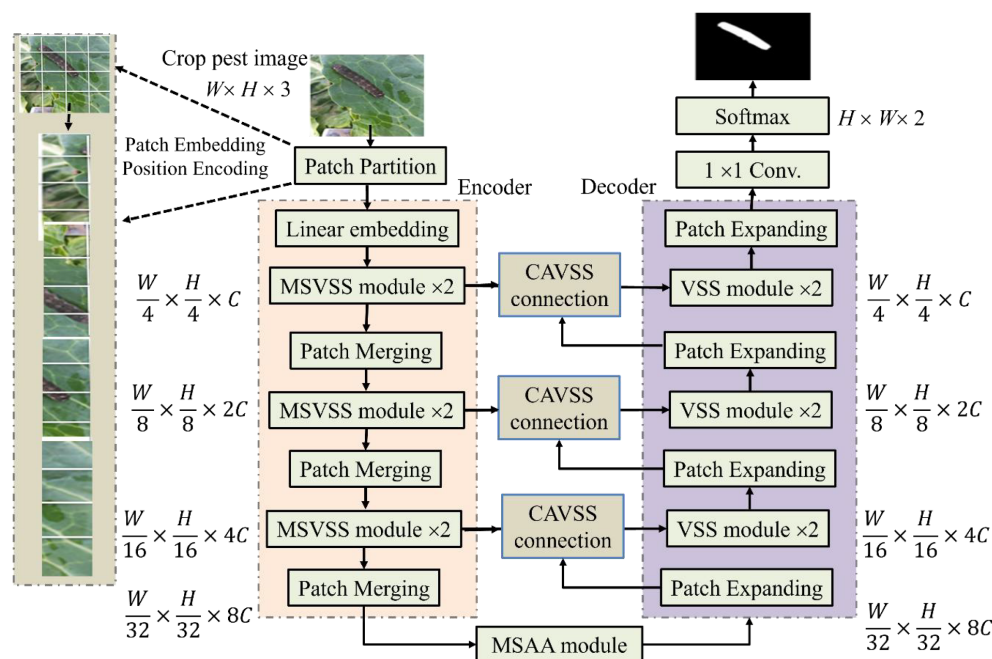 Crop pest image
W× H × 3
Patch Embedding
Position Encoding
Patch Partition
Encoder
Linear embedding
MSVSS module ×2
W/4 × H/4 × C
Patch Merging
MSVSS module ×2
W/8 × H/8 × 2C
Patch Merging
MSVSS module ×2
W/16 × H/16 × 4C
Patch Merging
W/32 × H/32 × 8C
MSAA module
CAVSS
connection
CAVSS
connection
CAVSS
connection
Softmax
H × W× 2
1 ×1 Conv.
Decoder
Patch Expanding
VSS module ×2
W/4 × H/4 × C
Patch Expanding
VSS module ×2
W/8 × H/8 × 2C
Patch Expanding
VSS module ×2
W/16 × H/16 × 4C
Patch Expanding
W/32 × H/32 × 8C